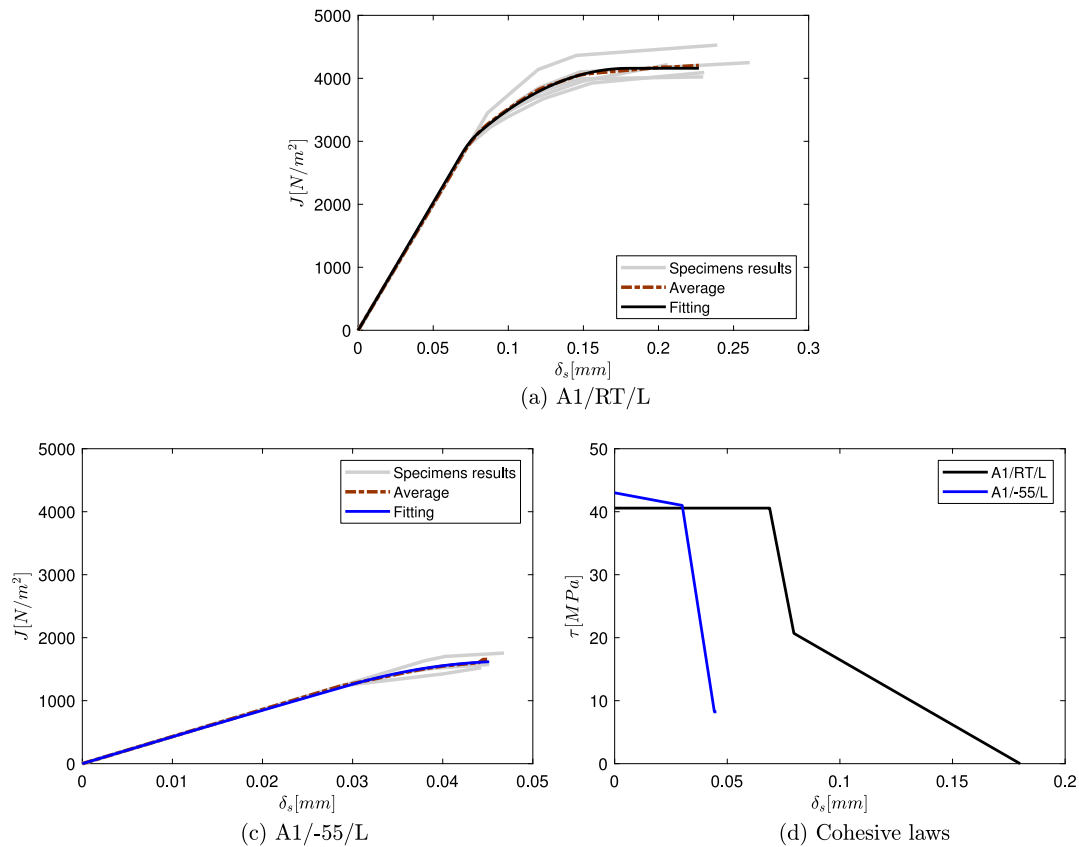 5000
4000
3000
2000
1000
0
J[N/m²]
Specimens results
Average
Fitting
0 0.05 0.1 0.15 0.2 0.25 0.3
δₛ[mm]
(a) A1/RT/L
5000
4000
3000
2000
1000
0
J[N/m²]
Specimens results
Average
Fitting
0 0.01 0.02 0.03 0.04 0.05
δₛ[mm]
(c) A1/-55/L
50
40
30
20
10
0
τ[MPa]
A1/RT/L
A1/-55/L
0 0.05 0.1 0.15 0.2
δₛ[mm]
(d) Cohesive laws